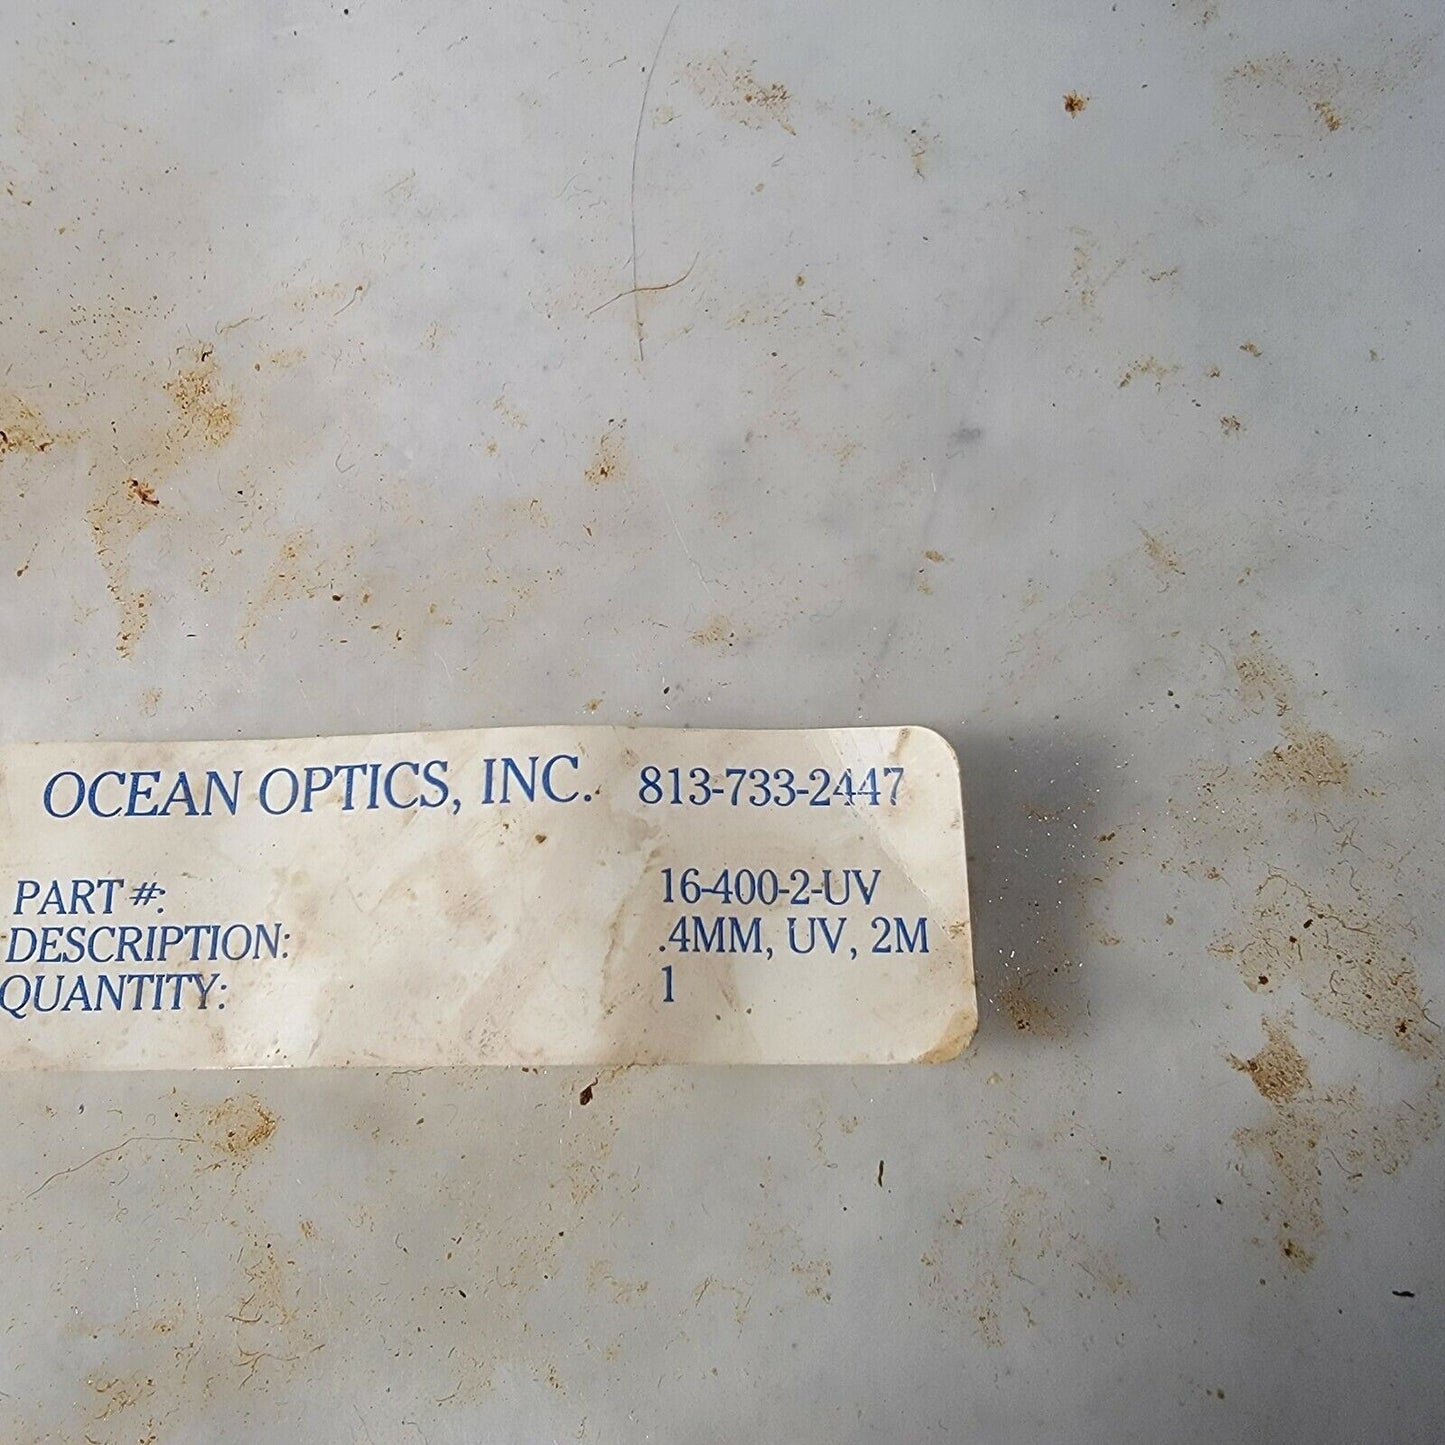 OCEAN OPTICS, INC. 813-733-2447
PART #: 16-400-2-UV
DESCRIPTION: .4MM, UV, 2M
QUANTITY: 1